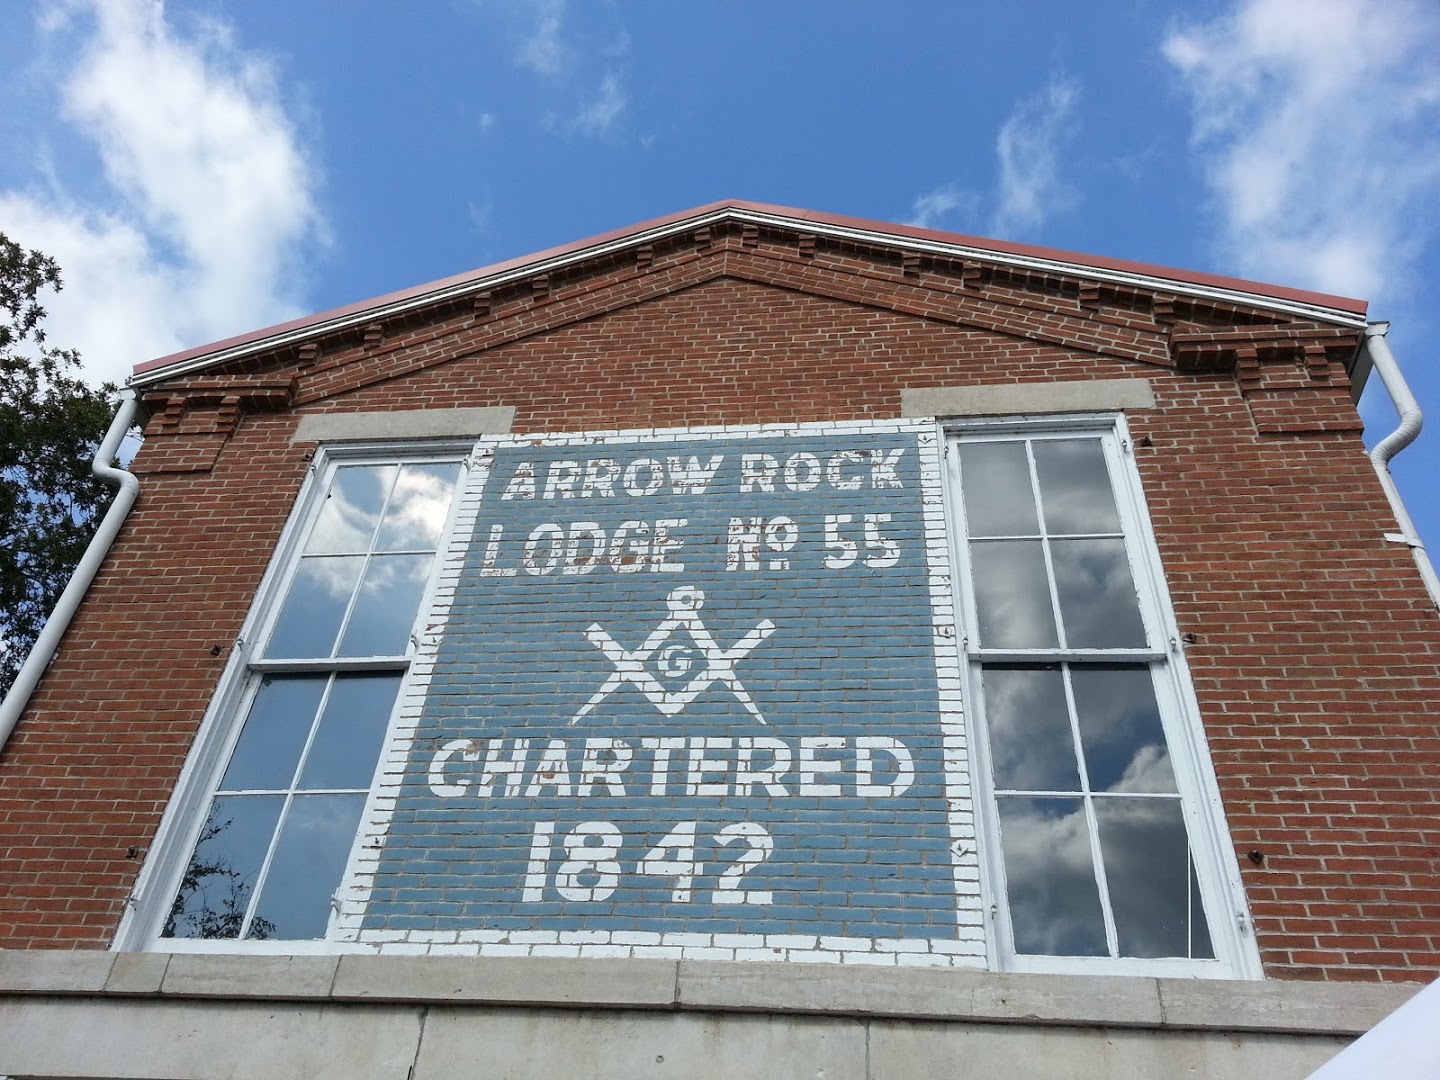 ARROW ROCK
LODGE Nº 55
G
CHARTERED
1842